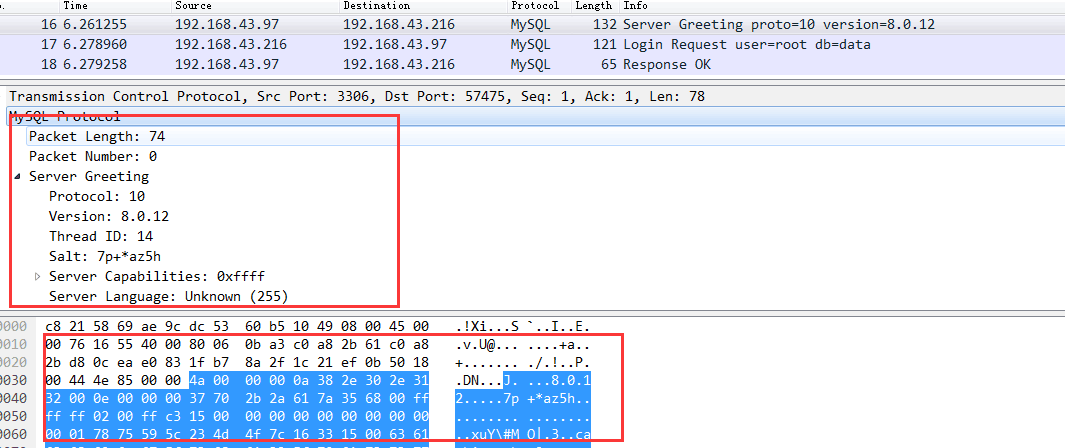 . Time Source Destination Protocol Length Info
16 6.261255 192.168.43.97 192.168.43.216 MySQL 132 Server Greeting proto=10 version=8.0.12
17 6.278960 192.168.43.216 192.168.43.97 MySQL 121 Login Request user=root db=data
18 6.279258 192.168.43.97 192.168.43.216 MySQL 65 Response OK
Transmission Control Protocol, Src Port: 3306, Dst Port: 57475, Seq: 1, Ack: 1, Len: 78
MySQL Protocol
Packet Length: 74
Packet Number: 0
Server Greeting
Protocol: 10
Version: 8.0.12
Thread ID: 14
Salt: 7p+*az5h
Server Capabilities: 0xffff
Server Language: Unknown (255)
0000 c8 21 58 69 ae 9c dc 53 60 b5 10 49 08 00 45 00 .!Xi...S `..I..E.
0010 00 76 16 55 40 00 80 06 0b a3 c0 a8 2b 61 c0 a8 .v.U@... ....+a..
0020 2b d8 0c ea e0 83 1f b7 8a 2f 1c 21 ef 0b 50 18 +....... ./.!..P.
0030 00 44 4e 85 00 00 4a 00 00 00 0a 38 2e 30 2e 31 .DN...J. ...8.0.1
0040 32 00 0e 00 00 00 37 70 2b 2a 61 7a 35 68 00 ff 2.....7p +*az5h..
0050 ff ff 02 00 ff c3 15 00 00 00 00 00 00 00 00 00 ........ ........
0060 00 01 78 75 59 5c 23 4d 4f 7c 16 33 15 00 63 61 ..xuY\#M O|.3..ca